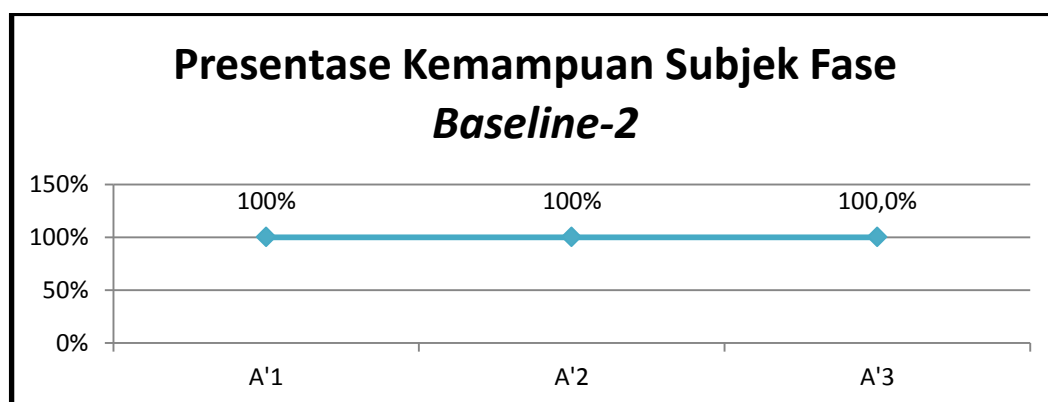 Presentase Kemampuan Subjek Fase
Baseline-2
150%
100%
50%
0%
100%
100%
100,0%
A'1
A'2
A'3